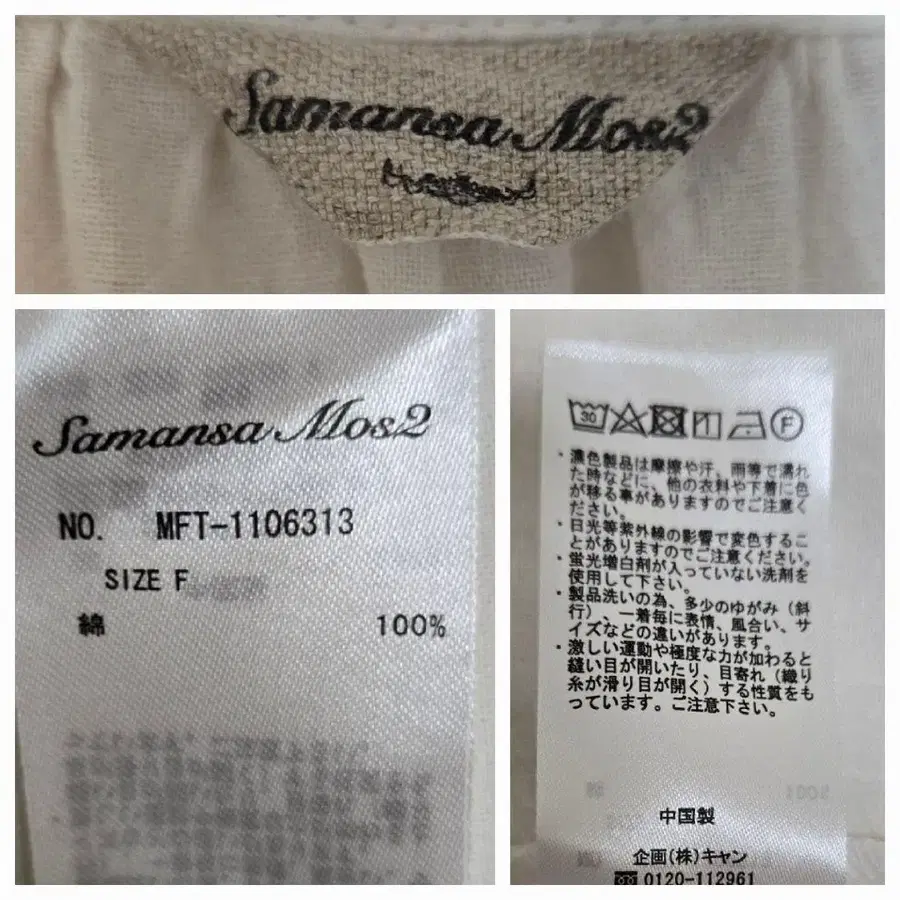 Samansa Mos2
Samansa Mos2
NO. MFT-1106313
SIZE F
綿 100%
30
F
・濃色製品は摩擦や汗、雨等で濡れ
た時などに、他の衣料や下着に色
が移る事がありますのでご注意く
ださい。
・日光等紫外線の影響で変色するこ
とがありますのでご注意ください。
・蛍光増白剤が入っていない洗剤を
使用して下さい。
・製品洗いの為、多少のゆがみ（斜
行）、一着毎に表情、風合い、サ
イズなどの違いがあります。
・激しい運動や極度な力が加わると
縫い目が開いたり、目寄れ（織り
糸が滑り目が開く）する性質をも
っています。ご注意下さい。
中国製
企画(株)キャン
0120-112961